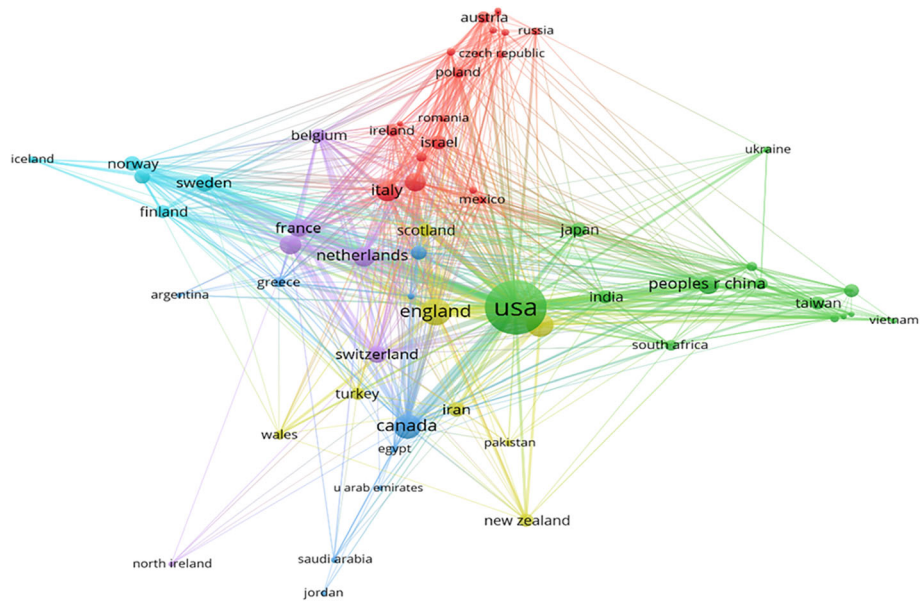 austria
russia
czech republic
poland
romania
ireland
israel
belgium
ukraine
iceland
norway
sweden
italy
mexico
finland
france
scotland
japan
netherlands
greece
argentina
peoples r china
india
taiwan
england
usa
vietnam
south africa
switzerland
turkey
iran
canada
wales
pakistan
egypt
u arab emirates
new zealand
saudi arabia
north ireland
jordan